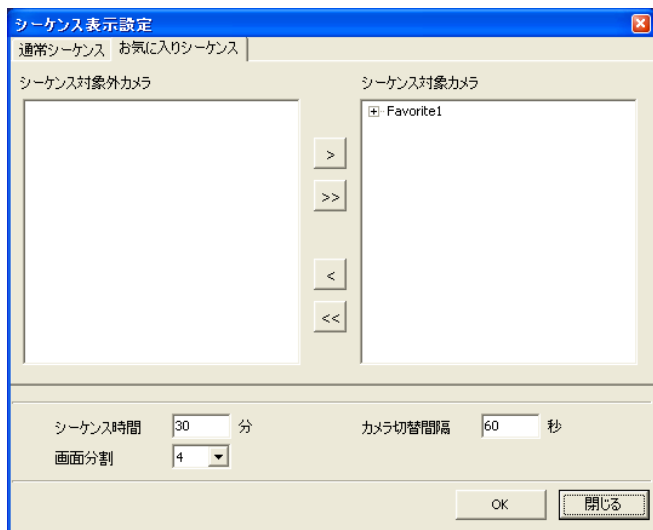 シーケンス表示設定
通常シーケンス お気に入りシーケンス
シーケンス対象外カメラ シーケンス対象カメラ
Favorite1
>
>>
<
<<
シーケンス時間 30 分 カメラ切替間隔 60 秒
画面分割 4
OK 閉じる